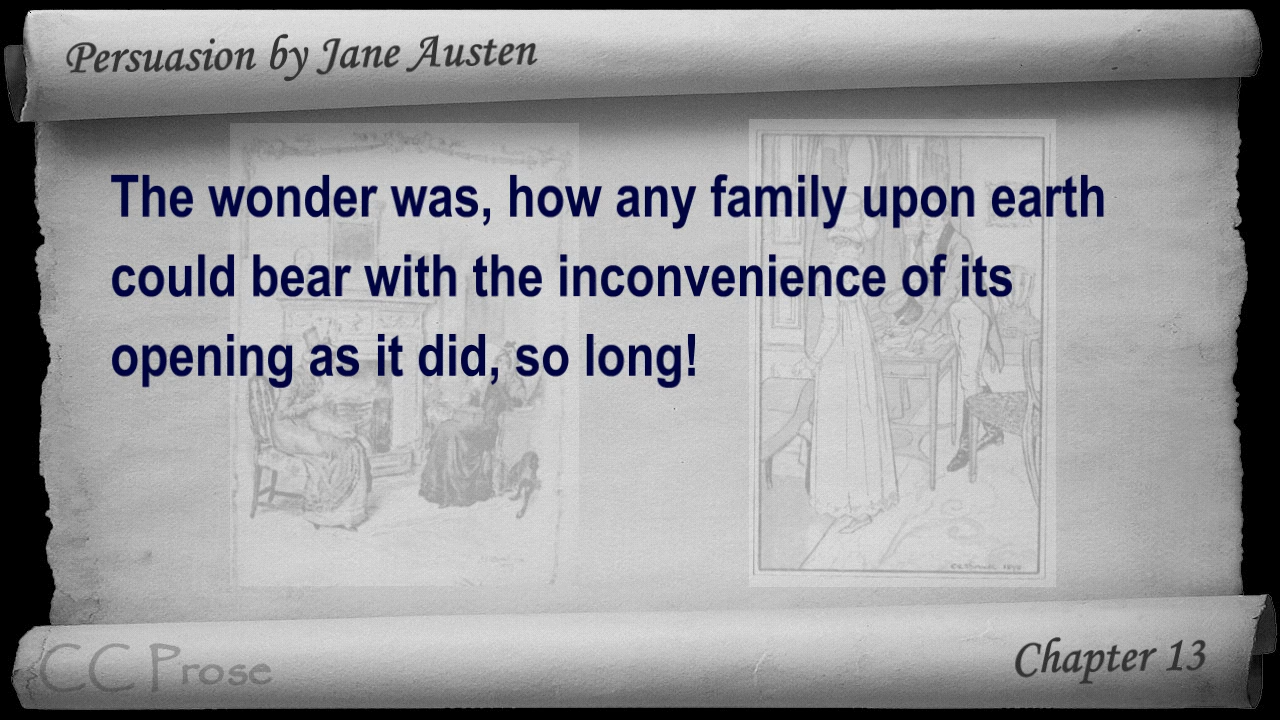 Persuasion by Jane Austen
The wonder was, how any family upon earth
could bear with the inconvenience of its
opening as it did, so long!
CC Prose
Chapter 13